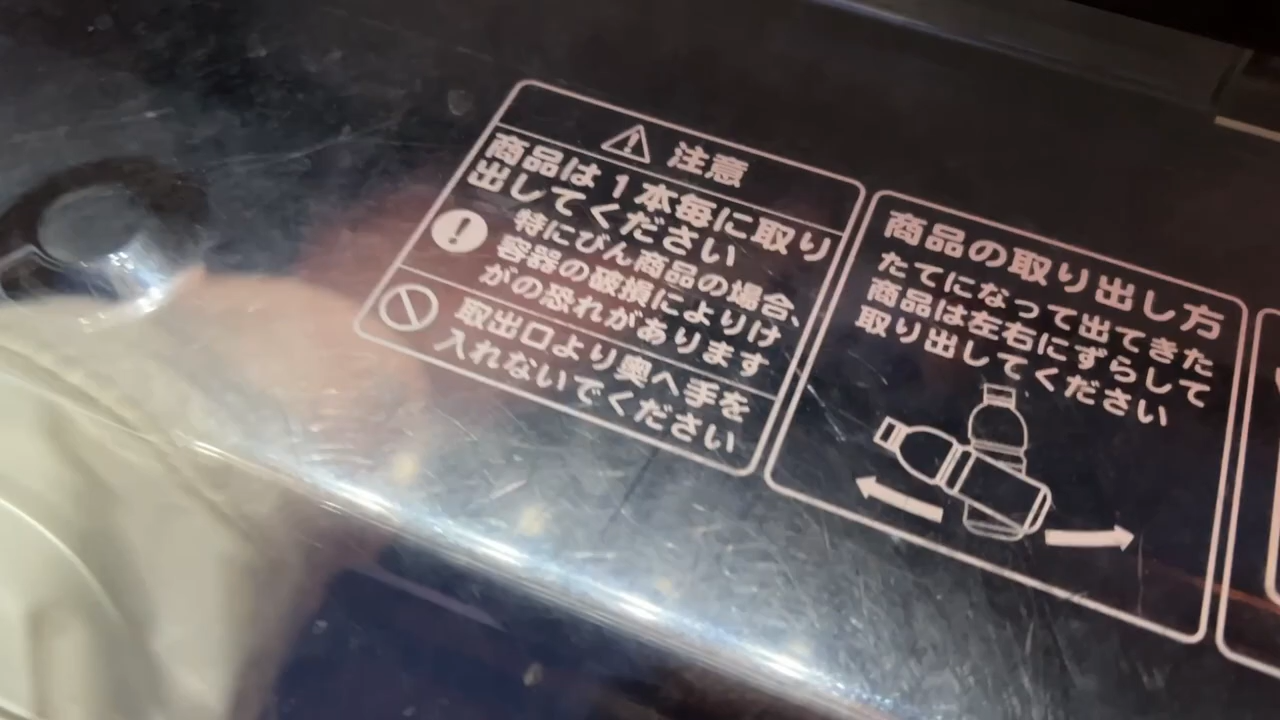 注意
商品は1本毎に取り
出してください
特にびん商品の場合、
容器の破損によりけ
がの恐れがあります
取出口より奥へ手を
入れないでください
商品の取り出し方
たてになって出てきた
商品は左右にずらして
取り出してください